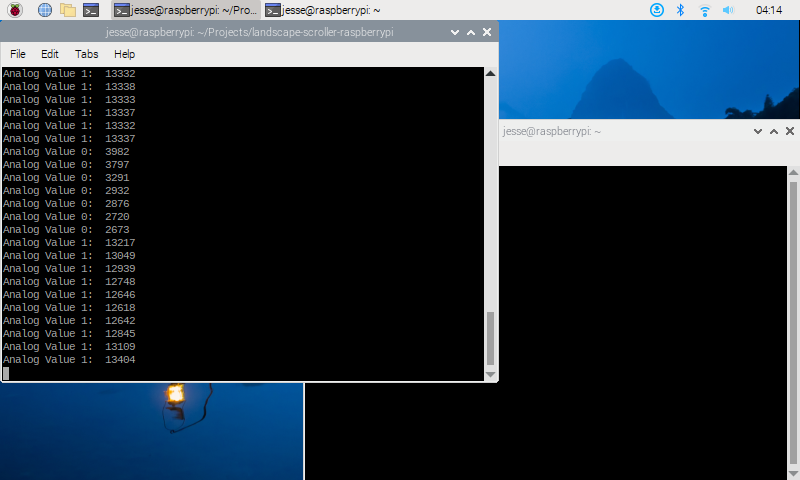 jesse@raspberrypi: ~/Pro... jesse@raspberrypi: ~ 04:14
jesse@raspberrypi: ~/Projects/landscape-scroller-raspberrypi
File Edit Tabs Help
Analog Value 1: 13332
Analog Value 1: 13338
Analog Value 1: 13333
Analog Value 1: 13337
Analog Value 1: 13332
Analog Value 1: 13337
Analog Value 0: 3982
Analog Value 0: 3797
Analog Value 0: 3291
Analog Value 0: 2932
Analog Value 0: 2876
Analog Value 0: 2720
Analog Value 0: 2673
Analog Value 1: 13217
Analog Value 1: 13049
Analog Value 1: 12939
Analog Value 1: 12748
Analog Value 1: 12646
Analog Value 1: 12618
Analog Value 1: 12642
Analog Value 1: 12845
Analog Value 1: 13109
Analog Value 1: 13404
jesse@raspberrypi: ~